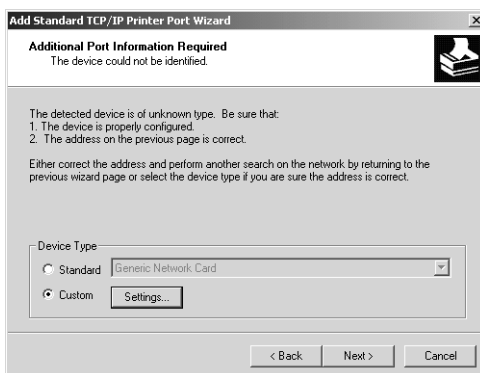 Add Standard TCP/IP Printer Port Wizard
Additional Port Information Required
The device could not be identified.
The detected device is of unknown type. Be sure that:
1. The device is properly configured.
2. The address on the previous page is correct.
Either correct the address and perform another search on the network by returning to the
previous wizard page or select the device type if you are sure the address is correct.
Device Type
Standard Generic Network Card
Custom Settings...
< Back Next > Cancel